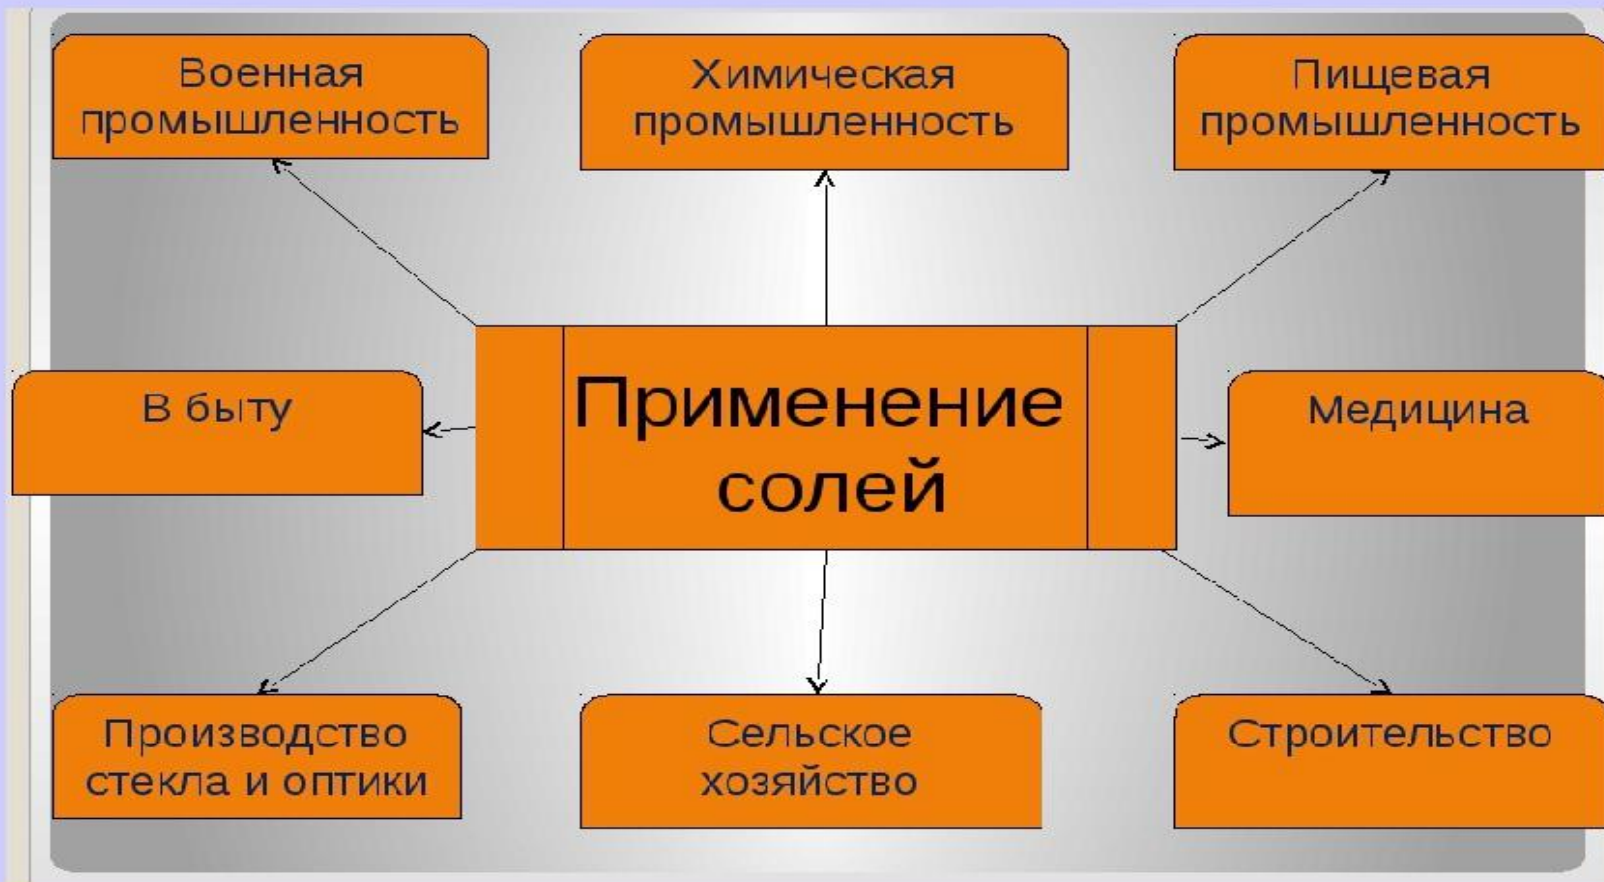 Военная
промышленность
Химическая
промышленность
Пищевая
промышленность
В быту
Применение
солей
Медицина
Производство
стекла и оптики
Сельское
хозяйство
Строительство